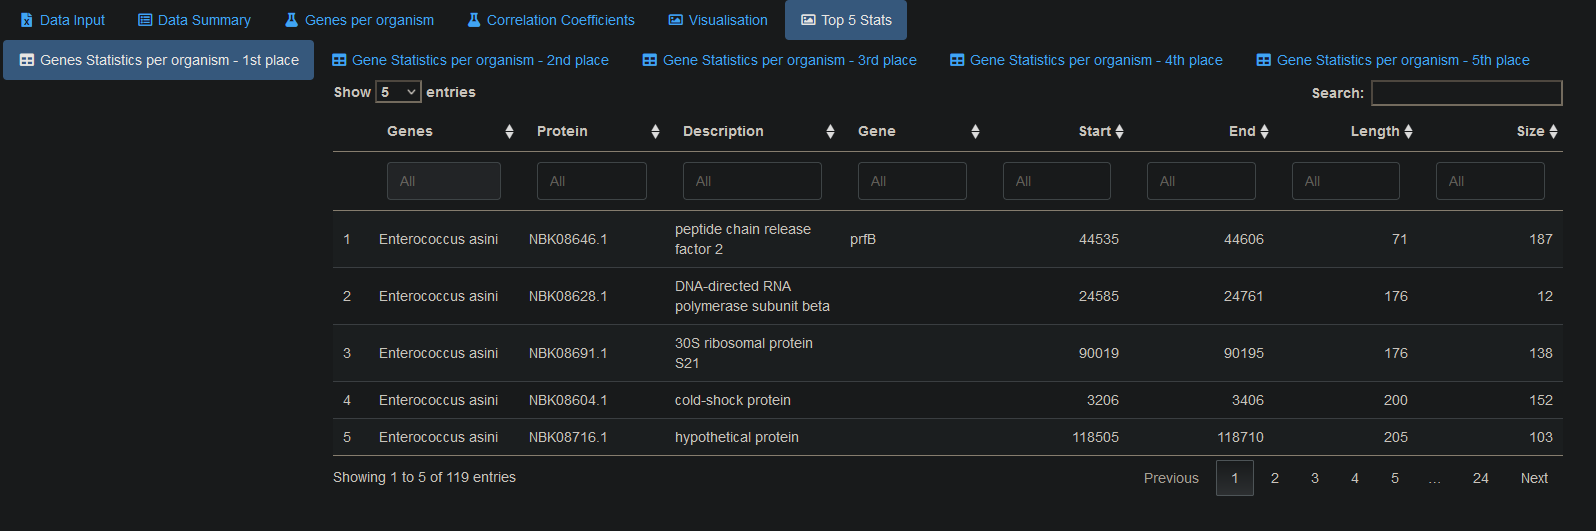 Data Input Data Summary Genes per organism Correlation Coefficients Visualisation Top 5 Stats
Genes Statistics per organism - 1st place Gene Statistics per organism - 2nd place Gene Statistics per organism - 3rd place Gene Statistics per organism - 4th place Gene Statistics per organism - 5th place
Show 5 entries Search:
Genes Protein Description Gene Start End Length Size
All All All All All All All All
1 Enterococcus asini NBK08646.1 peptide chain release factor 2 prfB 44535 44606 71 187
2 Enterococcus asini NBK08628.1 DNA-directed RNA polymerase subunit beta 24585 24761 176 12
3 Enterococcus asini NBK08691.1 30S ribosomal protein S21 90019 90195 176 138
4 Enterococcus asini NBK08604.1 cold-shock protein 3206 3406 200 152
5 Enterococcus asini NBK08716.1 hypothetical protein 118505 118710 205 103
Showing 1 to 5 of 119 entries Previous 1 2 3 4 5 … 24 Next